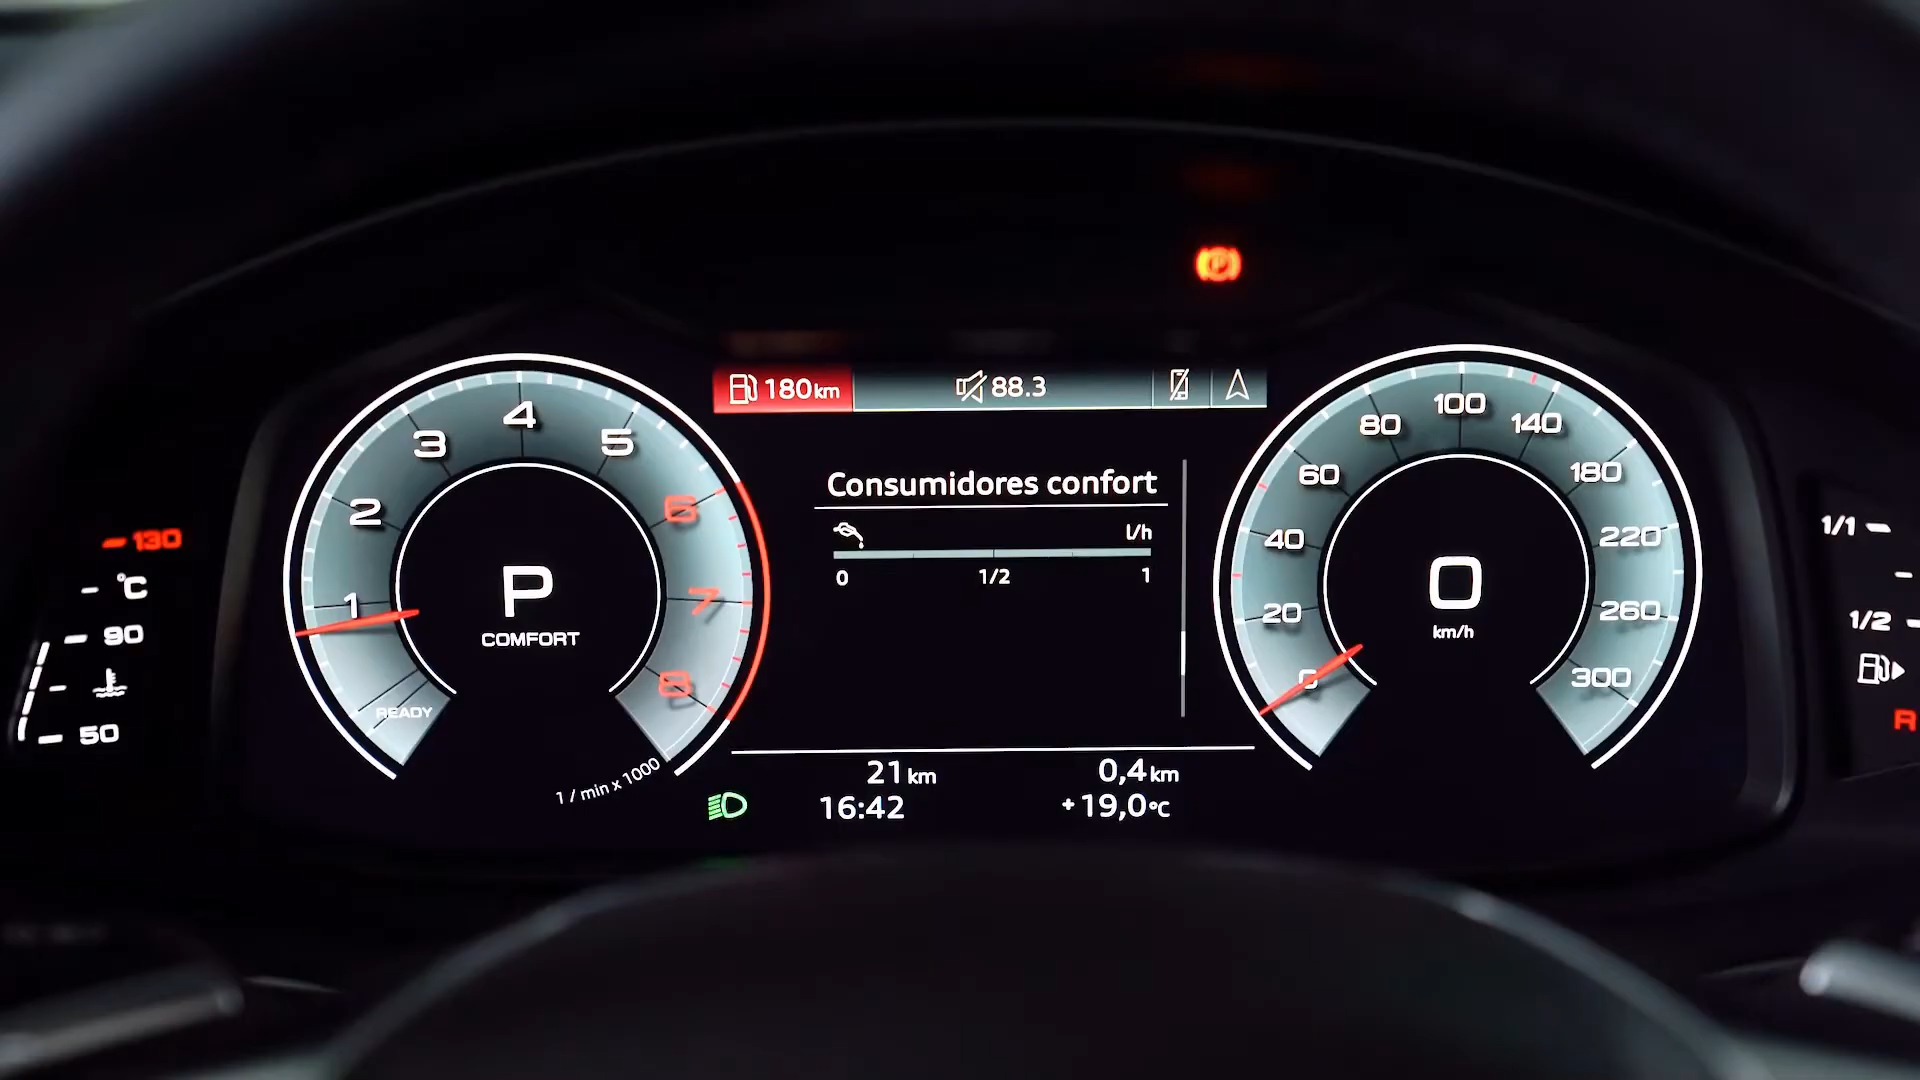 180 km 88.3
Consumidores confort
l/h
0 1/2 1
21 km 0,4 km
16:42 +19,0 °C
130
°C
90
50
1 2 3 4 5 6 7 8
READY
P
COMFORT
1 / min x 1000
0 20 40 60 80 100 140 180 220 260 300
0
km/h
1/1
1/2
R
P